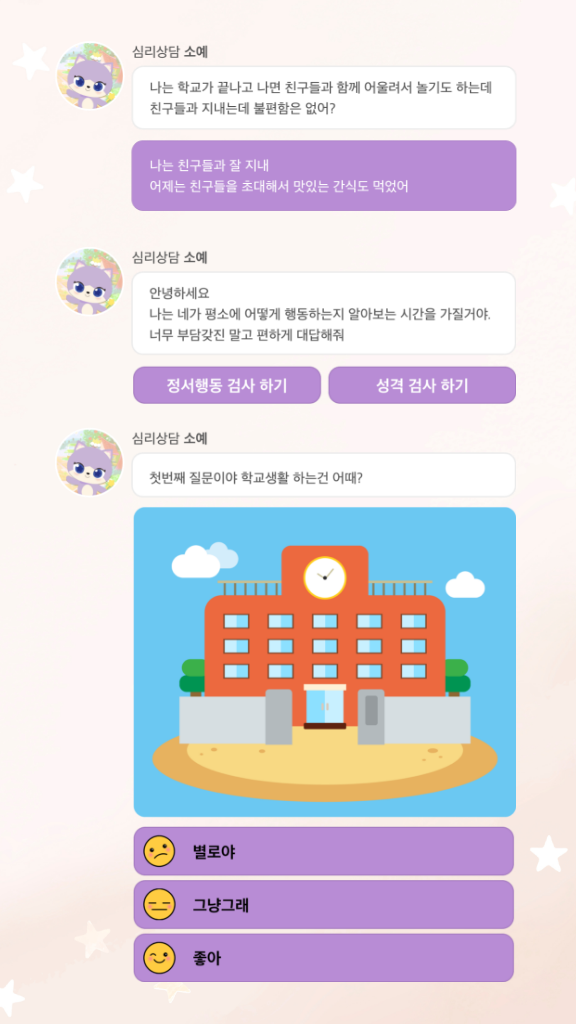 심리상담 소예
나는 학교가 끝나고 나면 친구들과 함께 어울려서 놀기도 하는데
친구들과 지내는데 불편함은 없어?
나는 친구들과 잘 지내
어제는 친구들을 초대해서 맛있는 간식도 먹었어
심리상담 소예
안녕하세요
나는 네가 평소에 어떻게 행동하는지 알아보는 시간을 가질거야.
너무 부담갖진 말고 편하게 대답해줘
정서행동 검사 하기
성격 검사 하기
심리상담 소예
첫번째 질문이야 학교생활 하는건 어때?
별로야
그냥그래
좋아